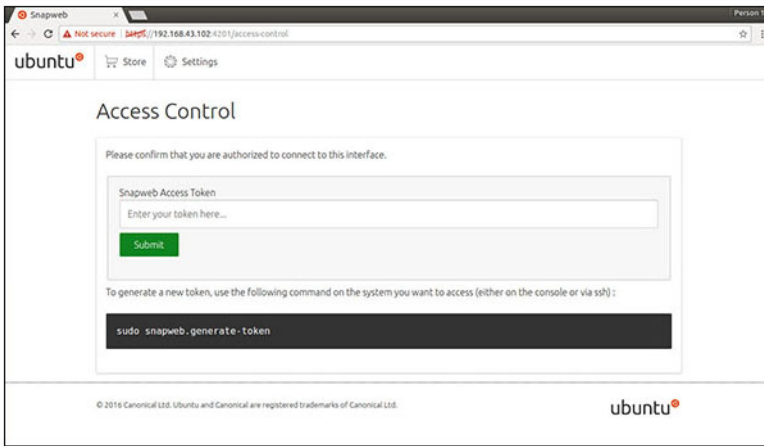 Snapweb
Person 1
Not secure https://192.168.43.102:4201/access-control
ubuntu Store Settings
Access Control
Please confirm that you are authorized to connect to this interface.
Snapweb Access Token
Enter your token here...
Submit
To generate a new token, use the following command on the system you want to access (either on the console or via ssh) :
sudo snapweb.generate-token
© 2016 Canonical Ltd. Ubuntu and Canonical are registered trademarks of Canonical Ltd.
ubuntu